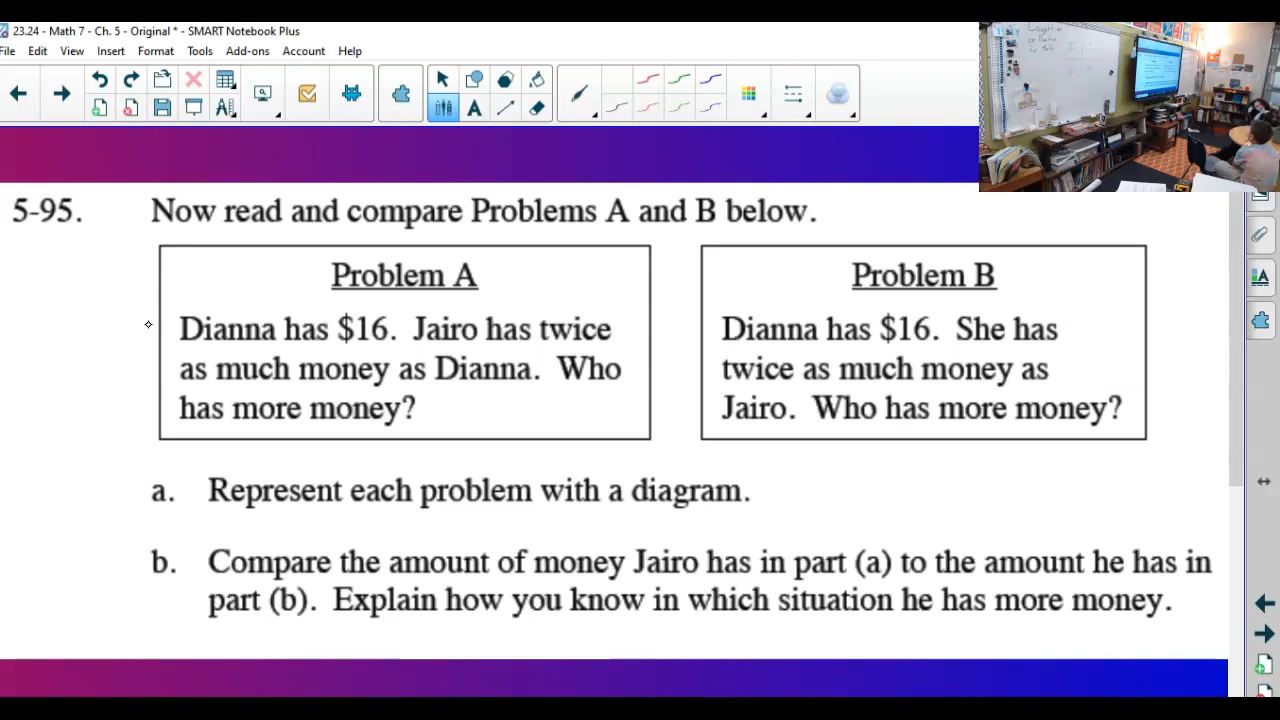 23.24 - Math 7 - Ch. 5 - Original * - SMART Notebook Plus
File Edit View Insert Format Tools Add-ons Account Help
5-95. Now read and compare Problems A and B below.
Problem A
Dianna has $16. Jairo has twice
as much money as Dianna. Who
has more money?
Problem B
Dianna has $16. She has
twice as much money as
Jairo. Who has more money?
a. Represent each problem with a diagram.
b. Compare the amount of money Jairo has in part (a) to the amount he has in
part (b). Explain how you know in which situation he has more money.